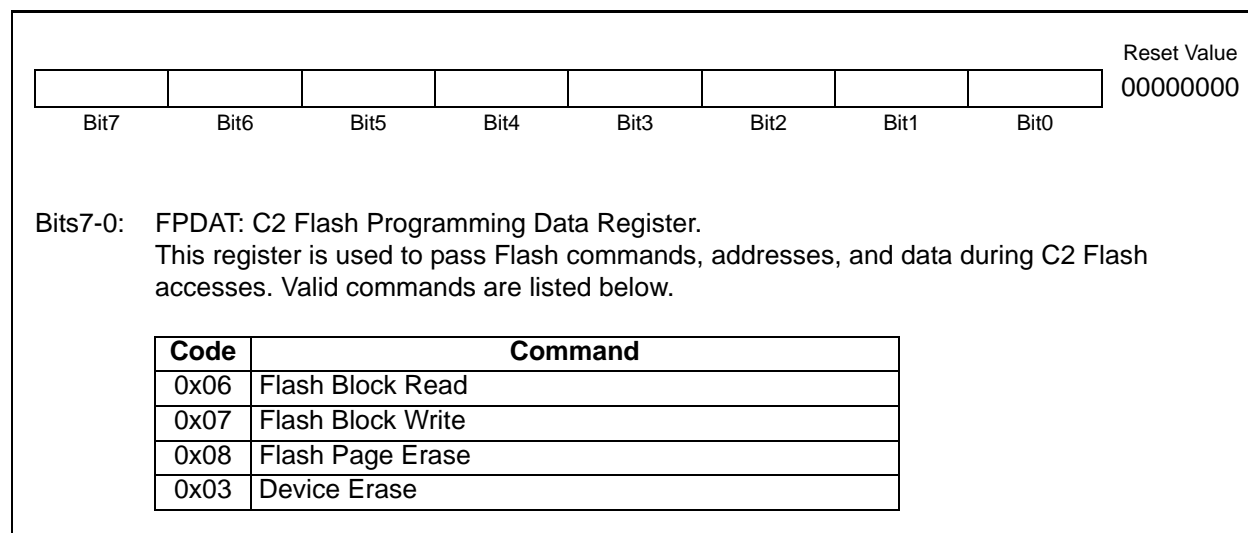 Reset Value
00000000
Bit7 Bit6 Bit5 Bit4 Bit3 Bit2 Bit1 Bit0
Bits7-0: FPDAT: C2 Flash Programming Data Register.
This register is used to pass Flash commands, addresses, and data during C2 Flash
accesses. Valid commands are listed below.
Code Command
0x06 Flash Block Read
0x07 Flash Block Write
0x08 Flash Page Erase
0x03 Device Erase